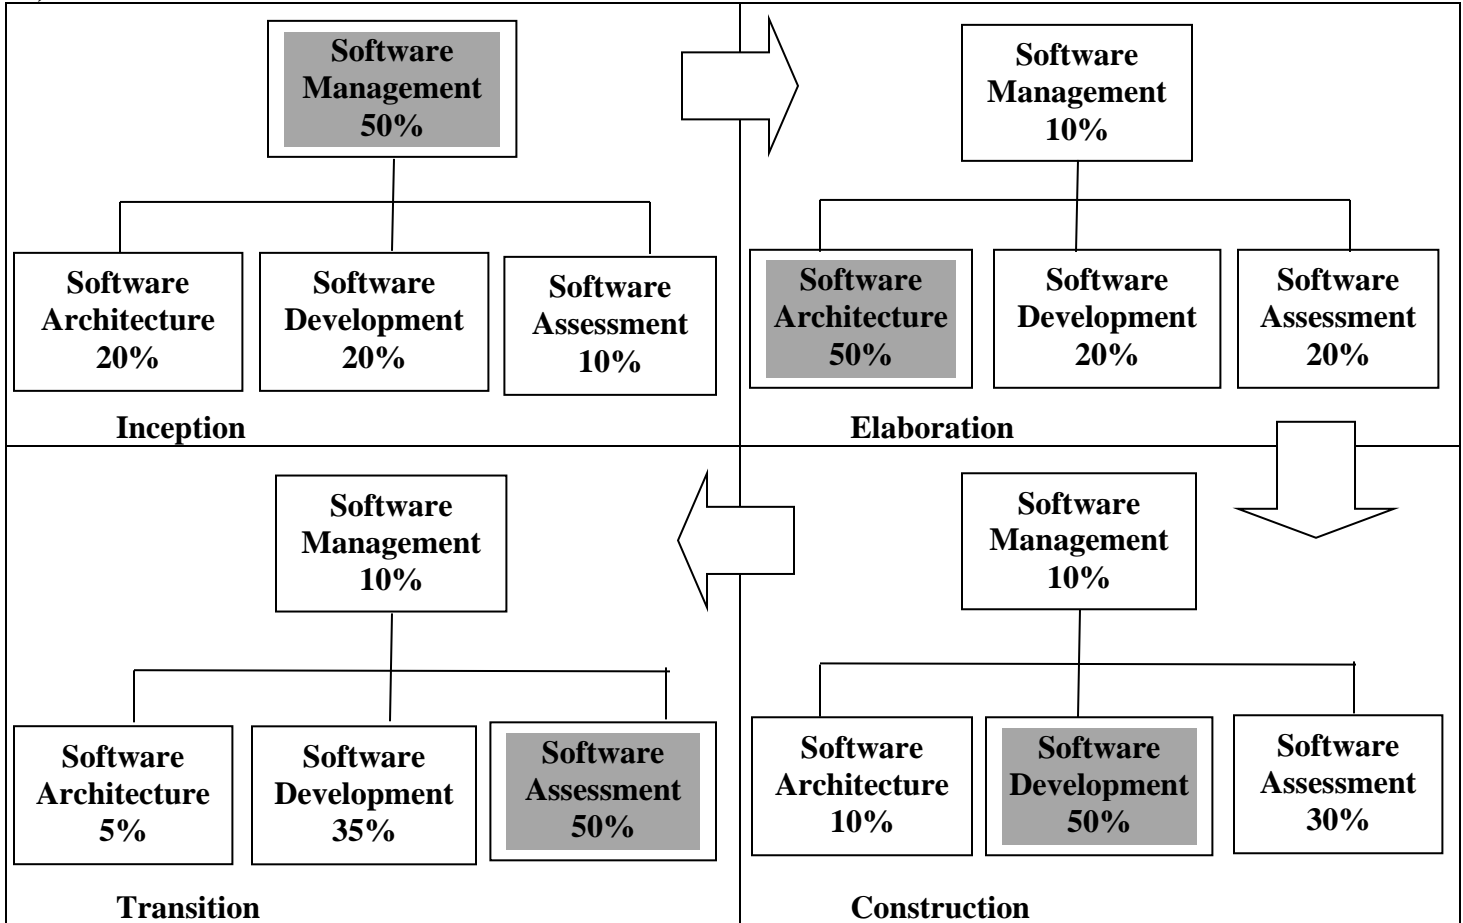 Software
Management
50%
Software
Architecture
20%
Software
Development
20%
Software
Assessment
10%
Inception
Software
Management
10%
Software
Architecture
50%
Software
Development
20%
Software
Assessment
20%
Elaboration
Software
Management
10%
Software
Architecture
5%
Software
Development
35%
Software
Assessment
50%
Transition
Software
Management
10%
Software
Architecture
10%
Software
Development
50%
Software
Assessment
30%
Construction